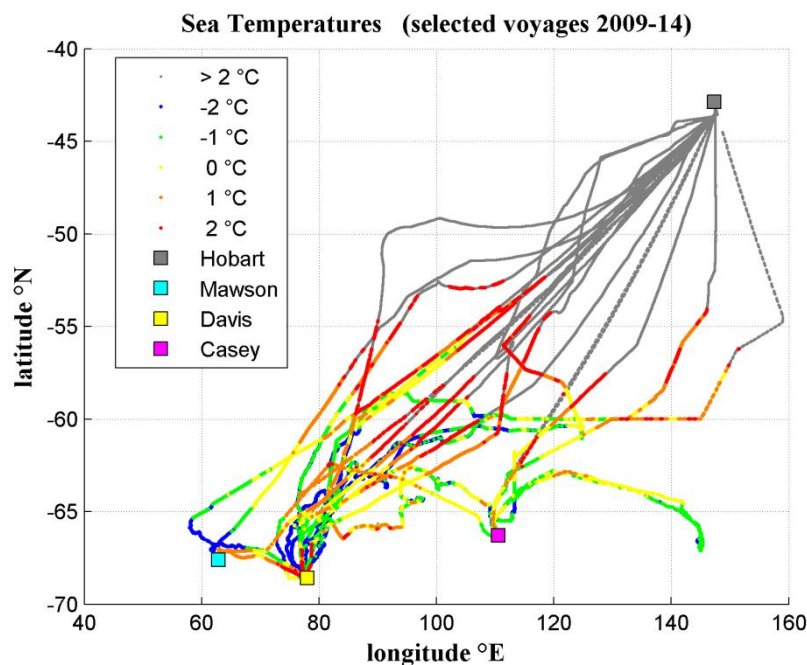 Sea Temperatures (selected voyages 2009-14)
-40
-45
-50
-55
-60
-65
-70
latitude °N
> 2 °C
-2 °C
-1 °C
0 °C
1 °C
2 °C
Hobart
Mawson
Davis
Casey
40 60 80 100 120 140 160
longitude °E